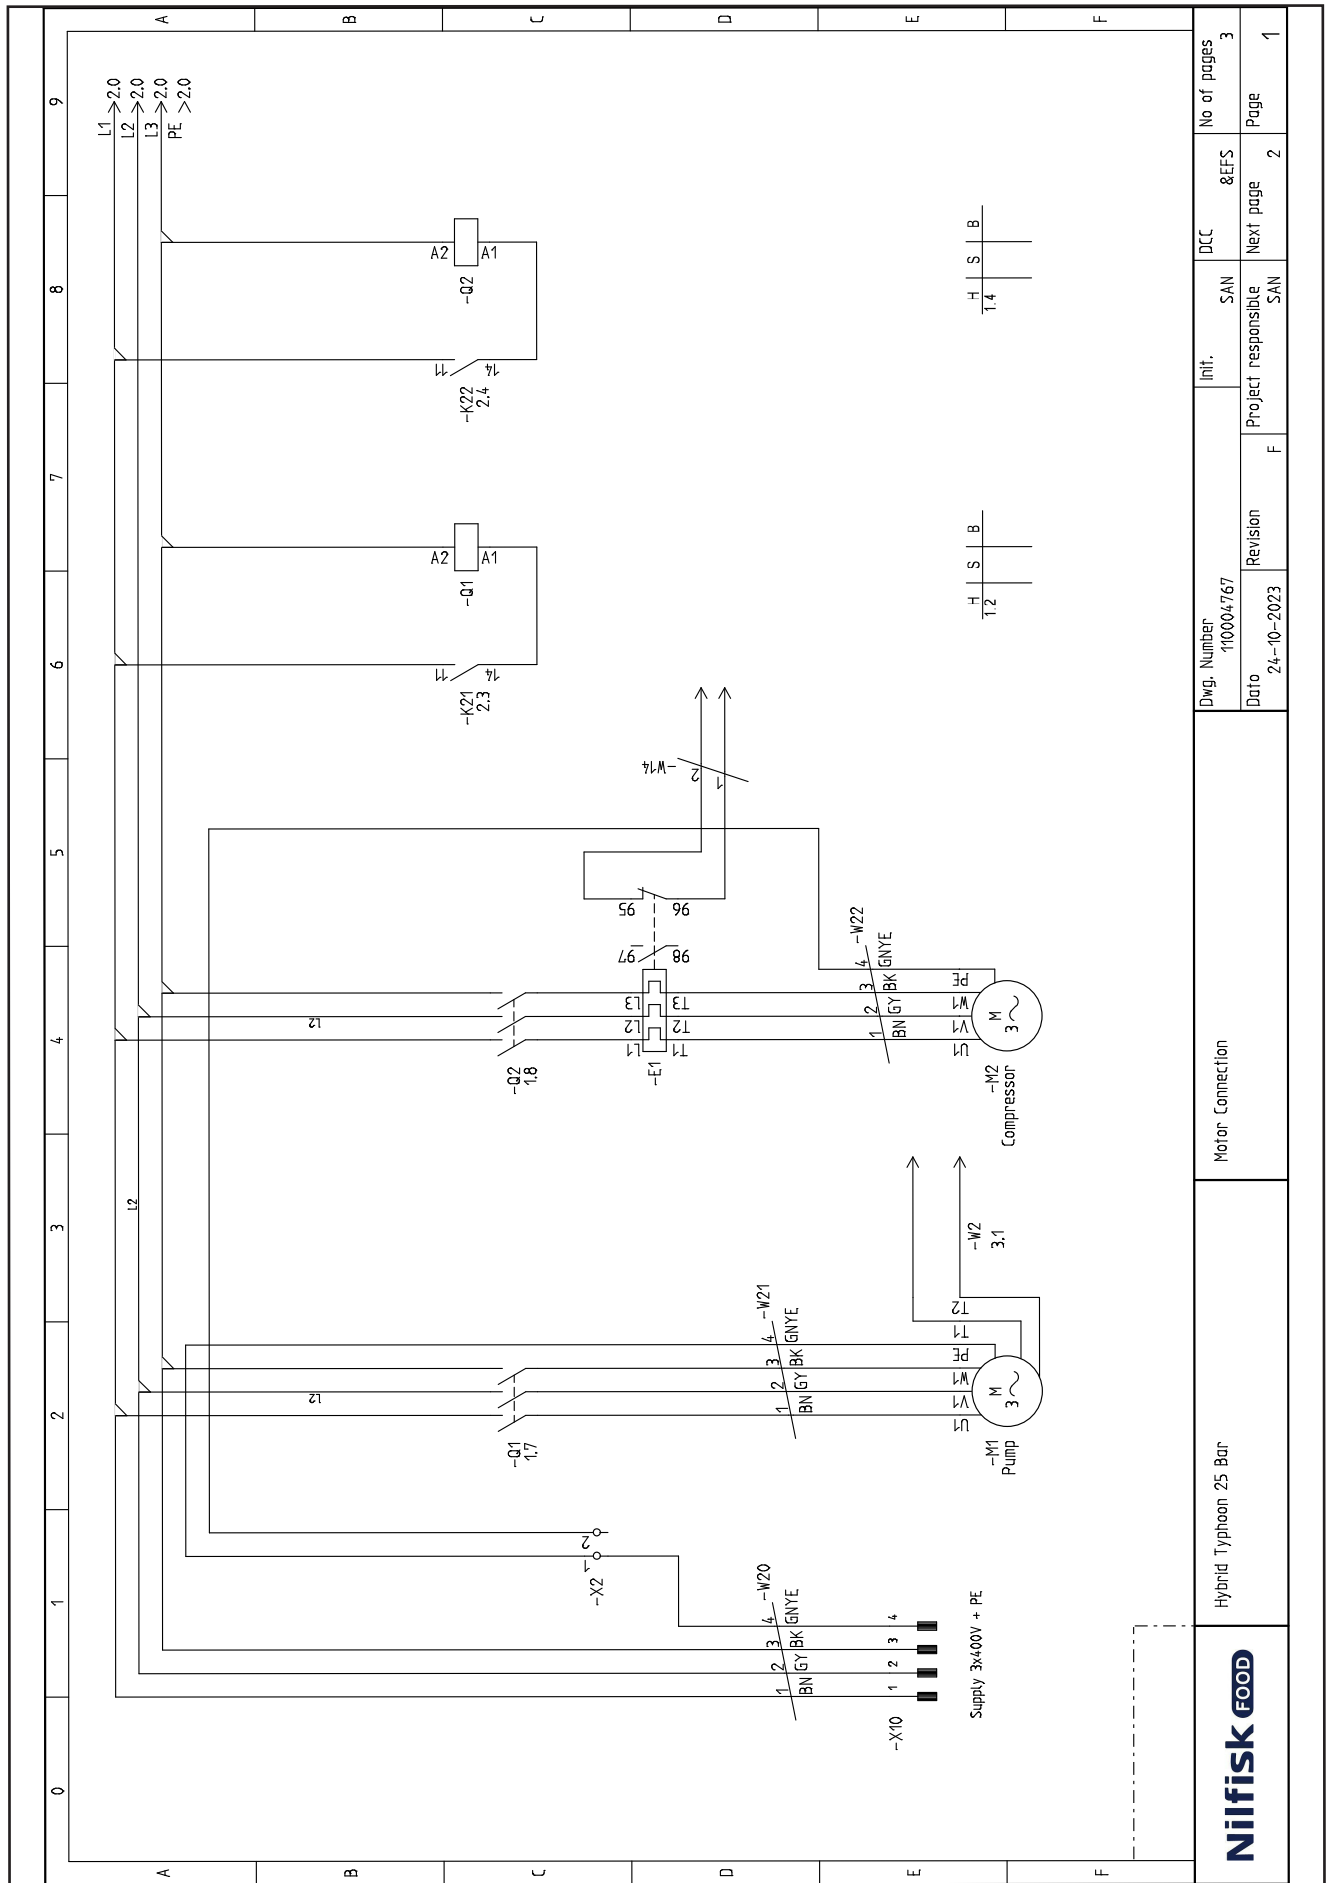 0 1 2 3 4 5 6 7 8 9
A
B
C
D
E
F
A
B
C
D
E
F
L1 >2.0
L2 >2.0
L3 >2.0
PE >2.0
L2
L2
L2
-X2
1 2
-W20
1 2 3 4
BN GY BK GNYE
-X10
1 2 3 4
Supply 3x400V + PE
-Q1
1.7
-W21
1 2 3 4
BN GY BK GNYE
U1 V1 W1 PE T1 T2
-M1
Pump
M
3
-W2
3.1
-Q2
1.8
-E1
L1 L2 L3
T1 T2 T3
97 98
95 96
-W14
2
1
-W22
1 2 3 4
BN GY BK GNYE
U1 V1 W1 PE
-M2
Compressor
M
3
-K21
2.3
11
14
-Q1
A2
A1
H S B
1.2
-K22
2.4
11
14
-Q2
A2
A1
H S B
1.4
Nilfisk FOOD
Hybrid Typhoon 25 Bar
Motor Connection
Dwg. Number
110004767
Init.
SAN
DCC
&EFS
No of pages
3
Dato
24-10-2023
Revision
F
Project responsible
SAN
Next page
2
Page
1